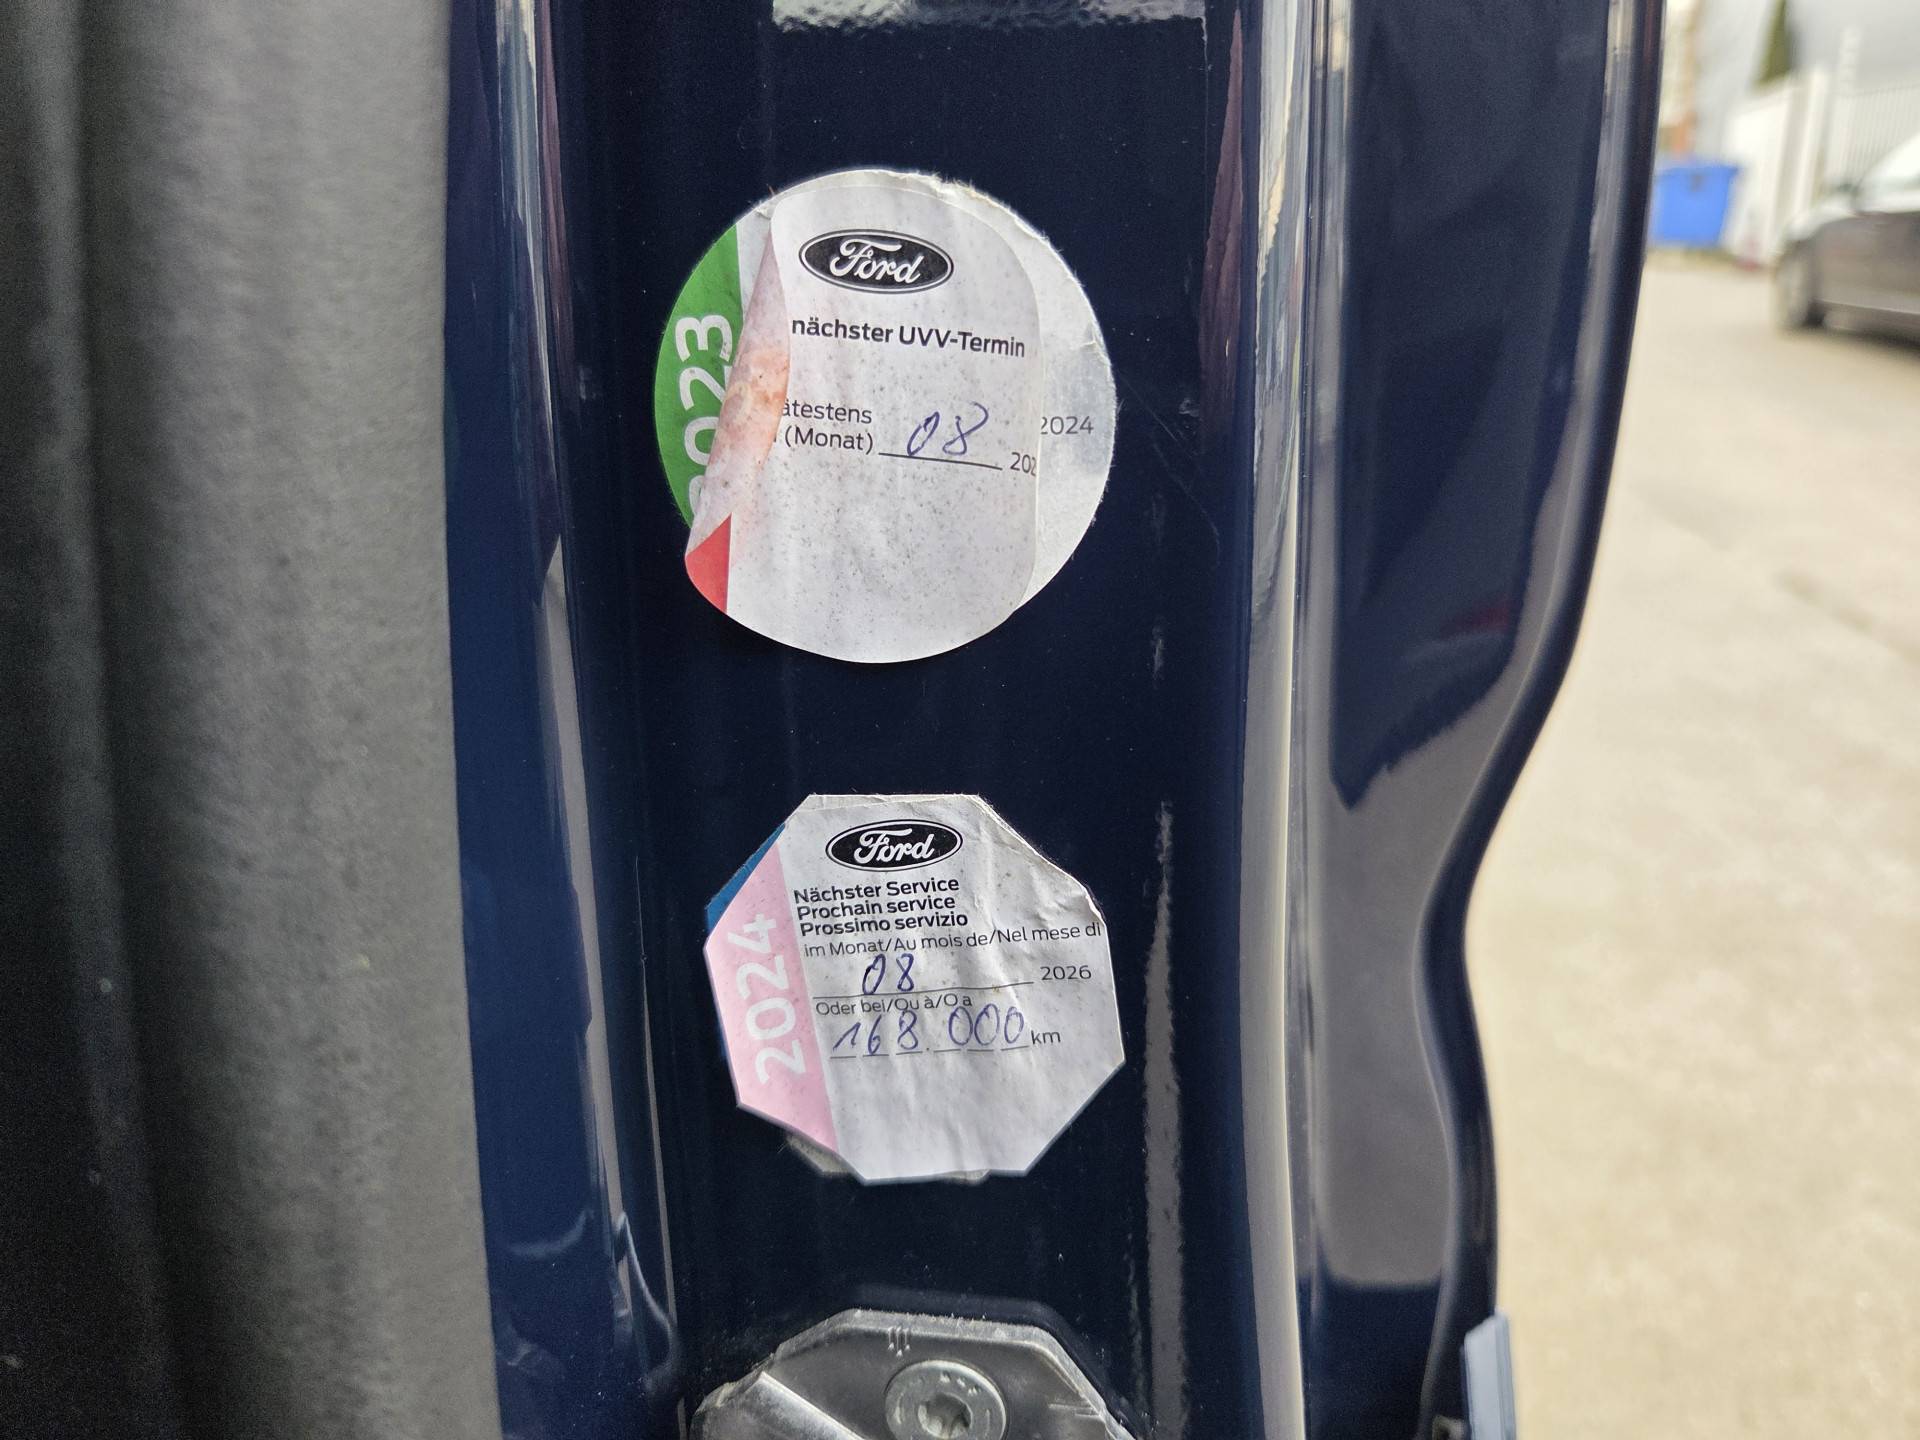 Ford
nächster UVV-Termin
2023
ätestens
(Monat) 08 202
2024
Ford
Nächster Service
Prochain service
Prossimo servizio
im Monat/Au mois de/Nel mese di
08 2026
Oder bei/Ou à/O a
168.000 km
2024